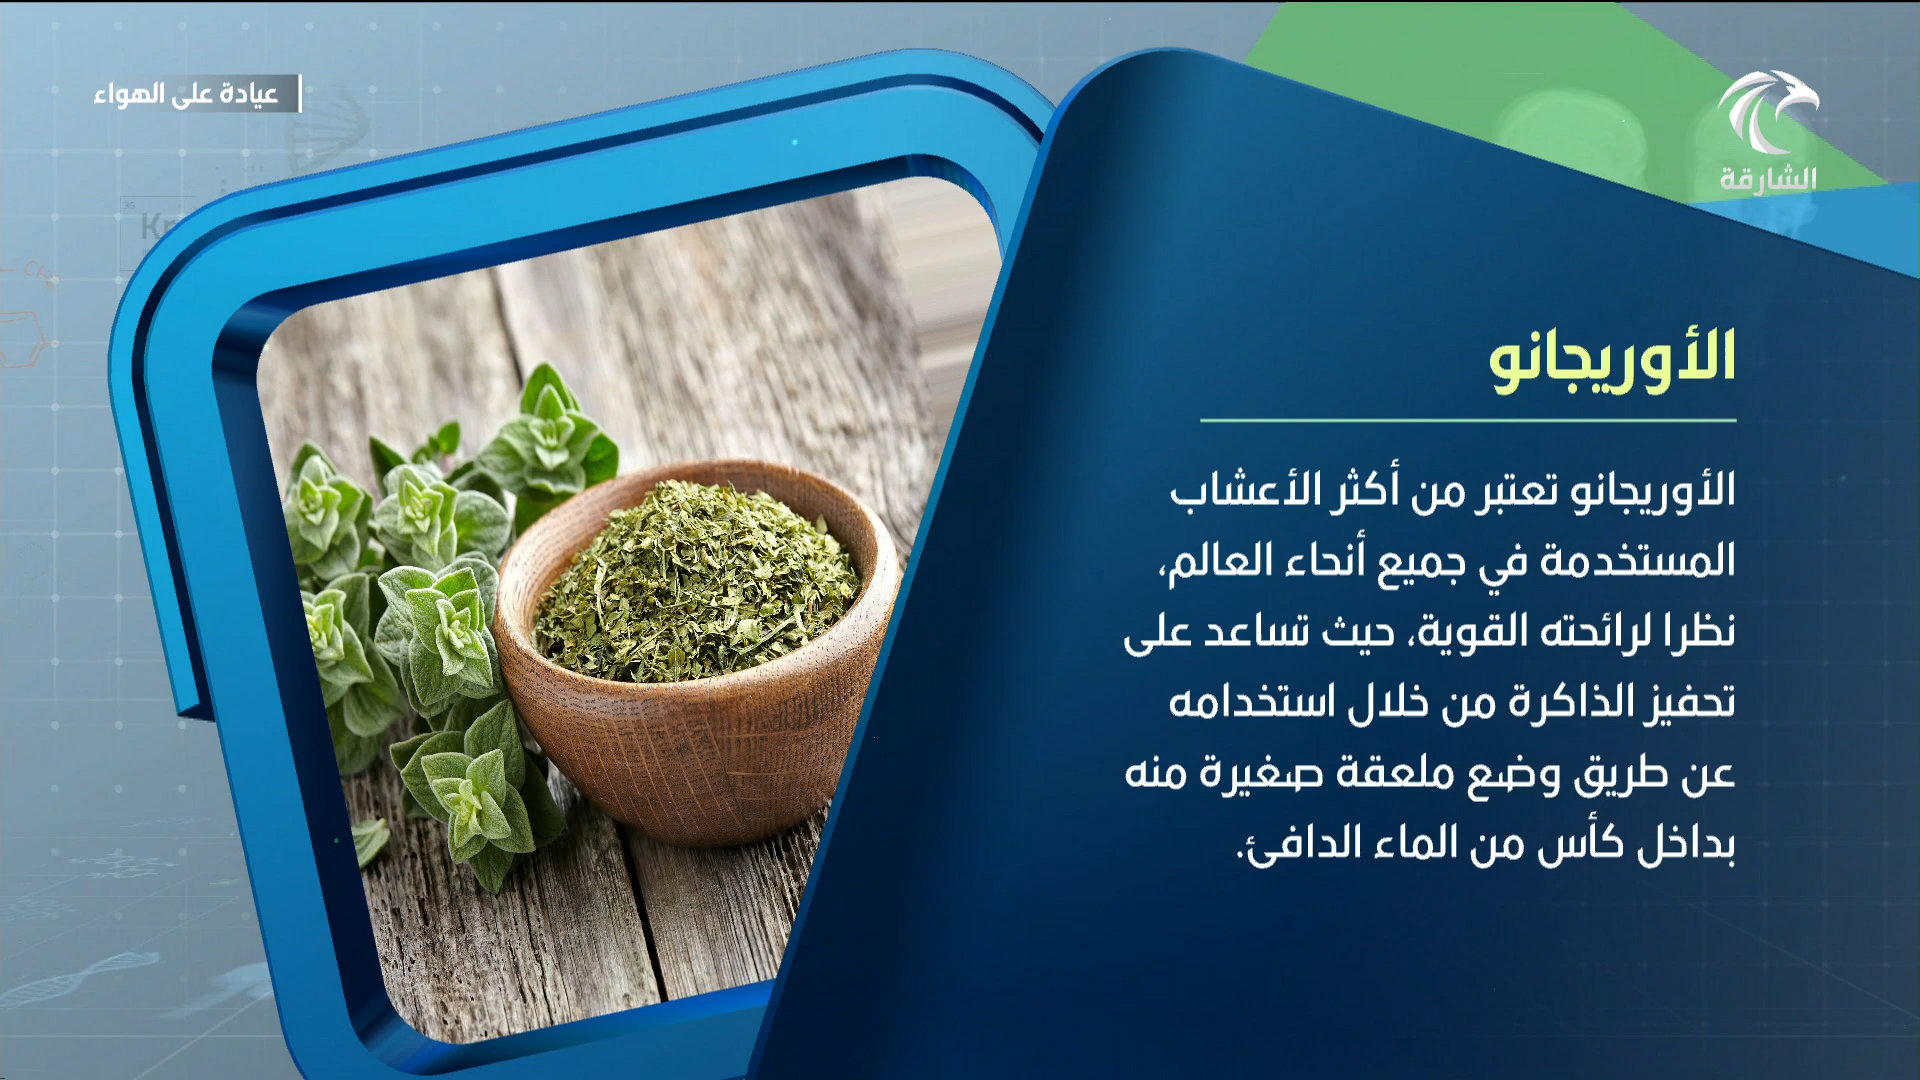 عيادة على الهواء
الشارقة
Kr
الأوريجانو
الأوريجانو تعتبر من أكثر الأعشاب
المستخدمة في جميع أنحاء العالم،
نظرا لرائحته القوية، حيث تساعد على
تحفيز الذاكرة من خلال استخدامه
عن طريق وضع ملعقة صغيرة منه
بداخل كأس من الماء الدافئ.